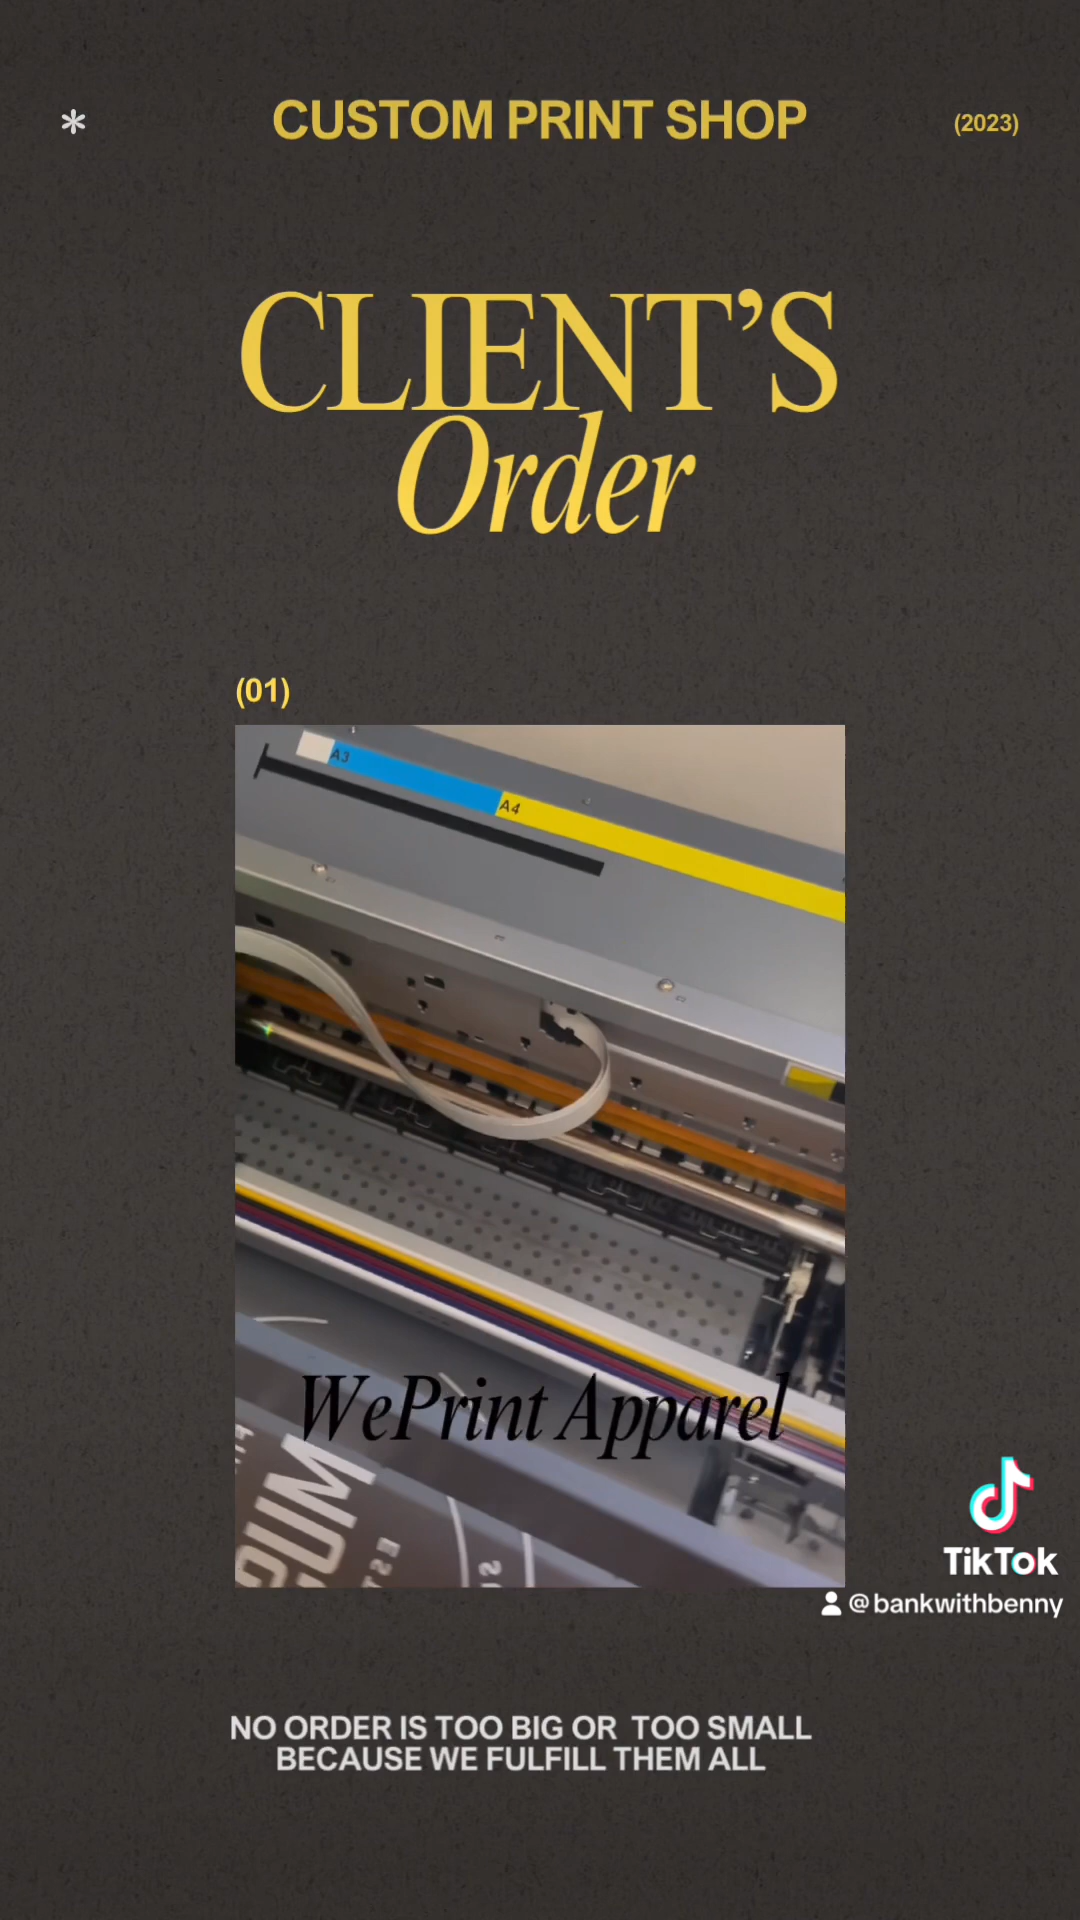 *
CUSTOM PRINT SHOP
(2023)
CLIENT’S
Order
(01)
A3
A4
WePrint Apparel
TikTok
@bankwithbenny
NO ORDER IS TOO BIG OR TOO SMALL
BECAUSE WE FULFILL THEM ALL